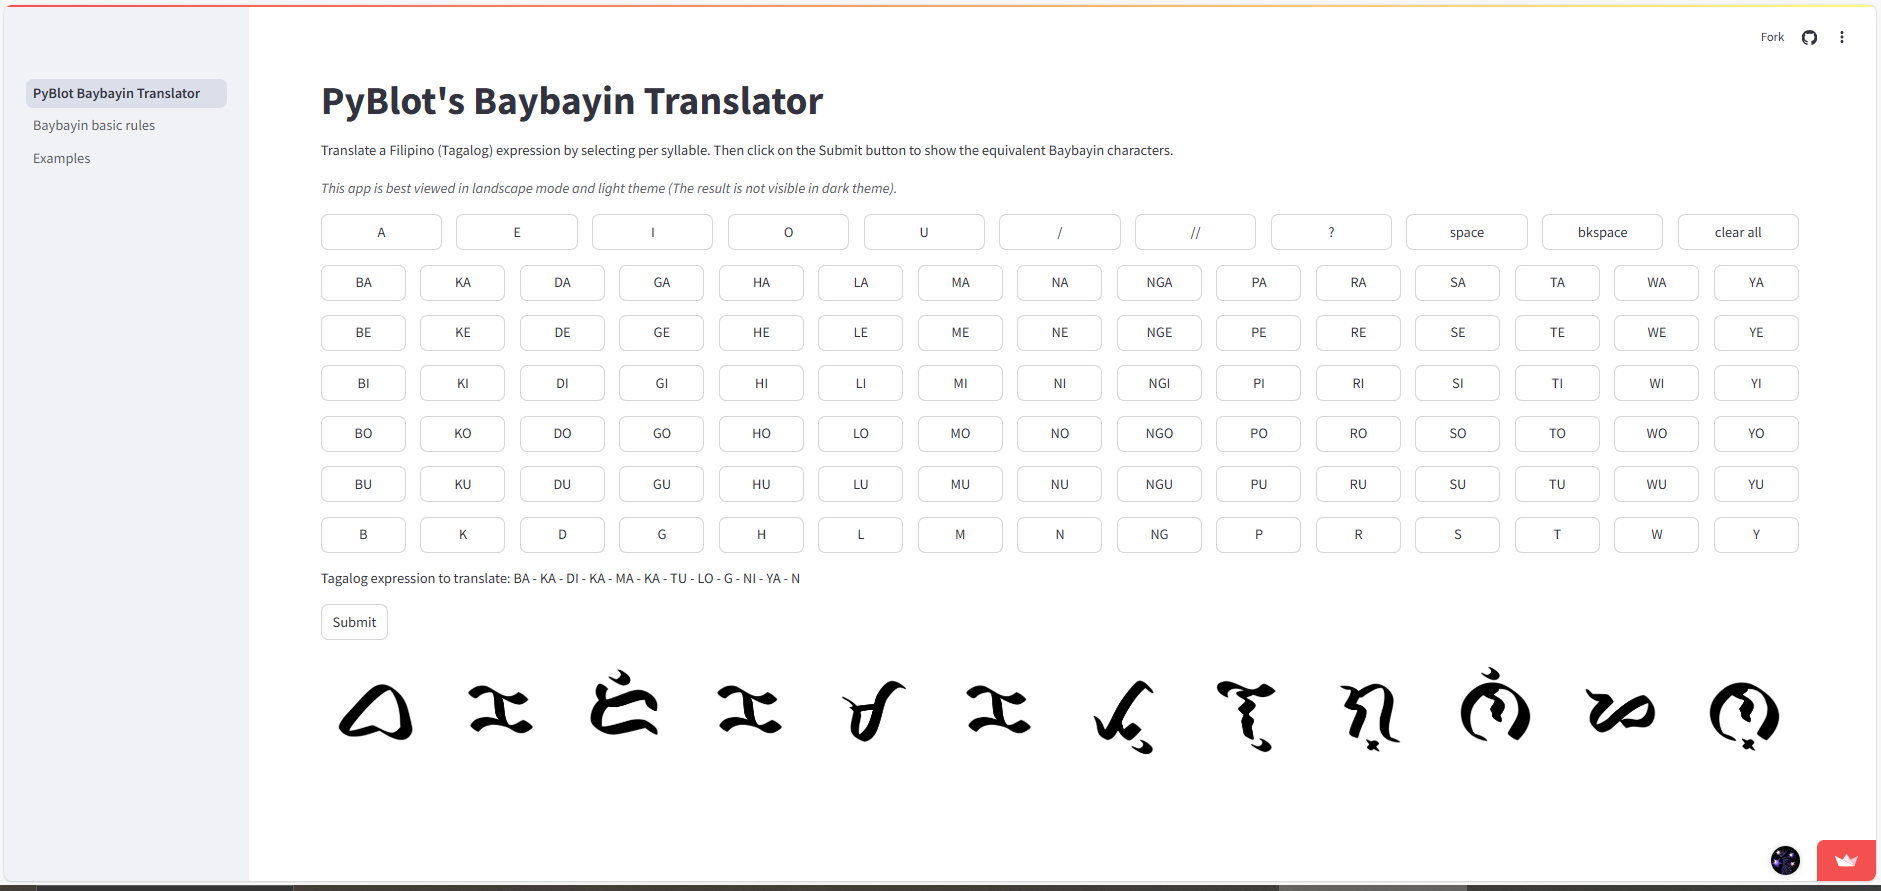 Fork
PyBlot Baybayin Translator
Baybayin basic rules
Examples
PyBlot's Baybayin Translator
Translate a Filipino (Tagalog) expression by selecting per syllable. Then click on the Submit button to show the equivalent Baybayin characters.
This app is best viewed in landscape mode and light theme (The result is not visible in dark theme).
A E I O U / // ? space bkspace clear all
BA KA DA GA HA LA MA NA NGA PA RA SA TA WA YA
BE KE DE GE HE LE ME NE NGE PE RE SE TE WE YE
BI KI DI GI HI LI MI NI NGI PI RI SI TI WI YI
BO KO DO GO HO LO MO NO NGO PO RO SO TO WO YO
BU KU DU GU HU LU MU NU NGU PU RU SU TU WU YU
B K D G H L M N NG P R S T W Y
Tagalog expression to translate: BA - KA - DI - KA - MA - KA - TU - LO - G - NI - YA - N
Submit
ᜊ ᜃ ᜇᜒ ᜃ ᜋ ᜃ ᜆᜓ ᜎᜓ ᜄ᜔ ᜈᜒ ᜌ ᜈ᜔